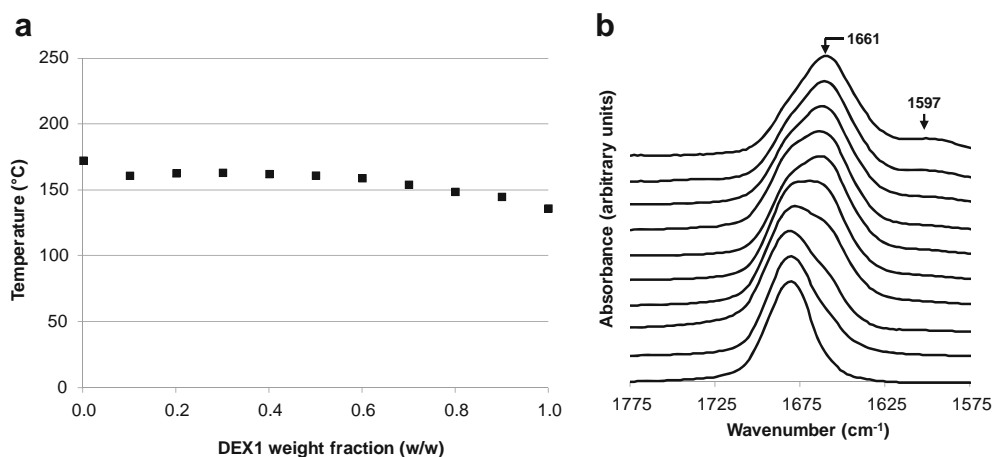 a
250
200
150
100
50
0
Temperature (°C)
0.0 0.2 0.4 0.6 0.8 1.0
DEX1 weight fraction (w/w)
b
1661
1597
Absorbance (arbitrary units)
1775 1725 1675 1625 1575
Wavenumber (cm-1)